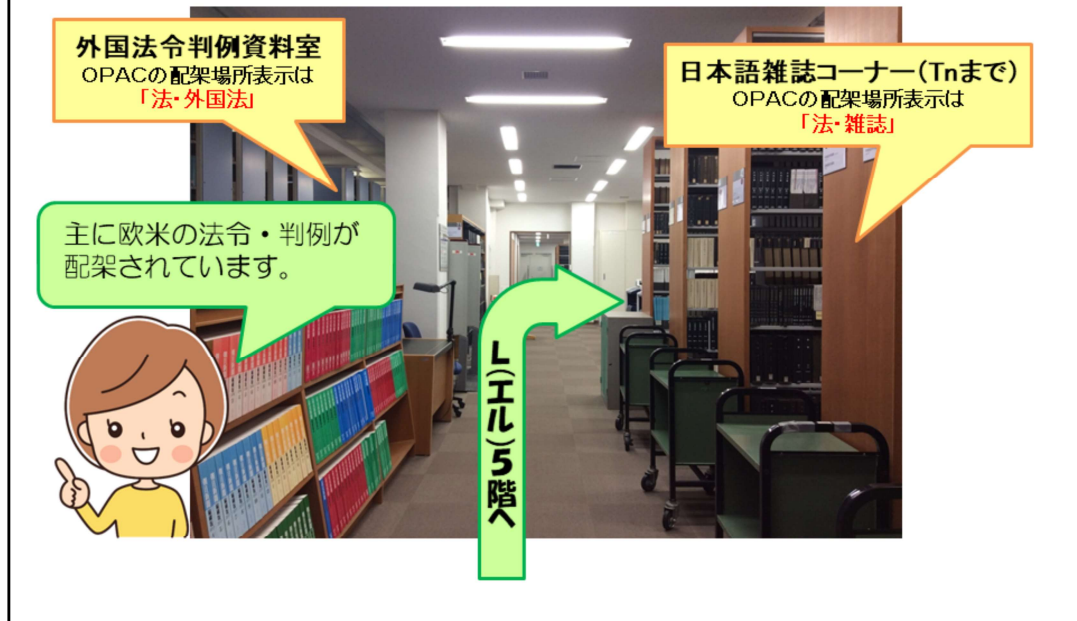 外国法令判例資料室
OPACの配架場所表示は
「法・外国法」
日本語雑誌コーナー(Tnまで)
OPACの配架場所表示は
「法・雑誌」
主に欧米の法令・判例が
配架されています。
L(エル)5階へ